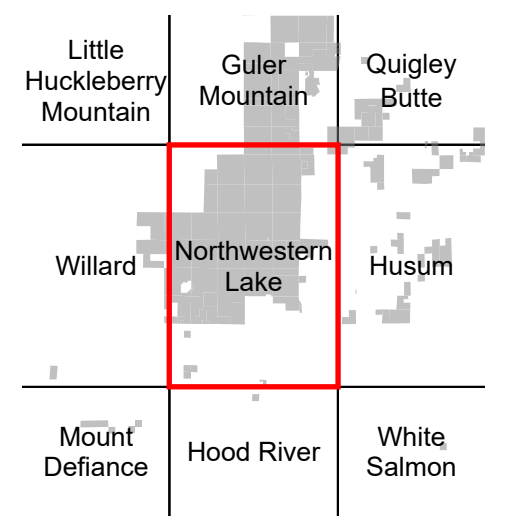 Little
Huckleberry
Mountain
Guler
Mountain
Quigley
Butte
Willard
Northwestern
Lake
Husum
Mount
Defiance
Hood River
White
Salmon